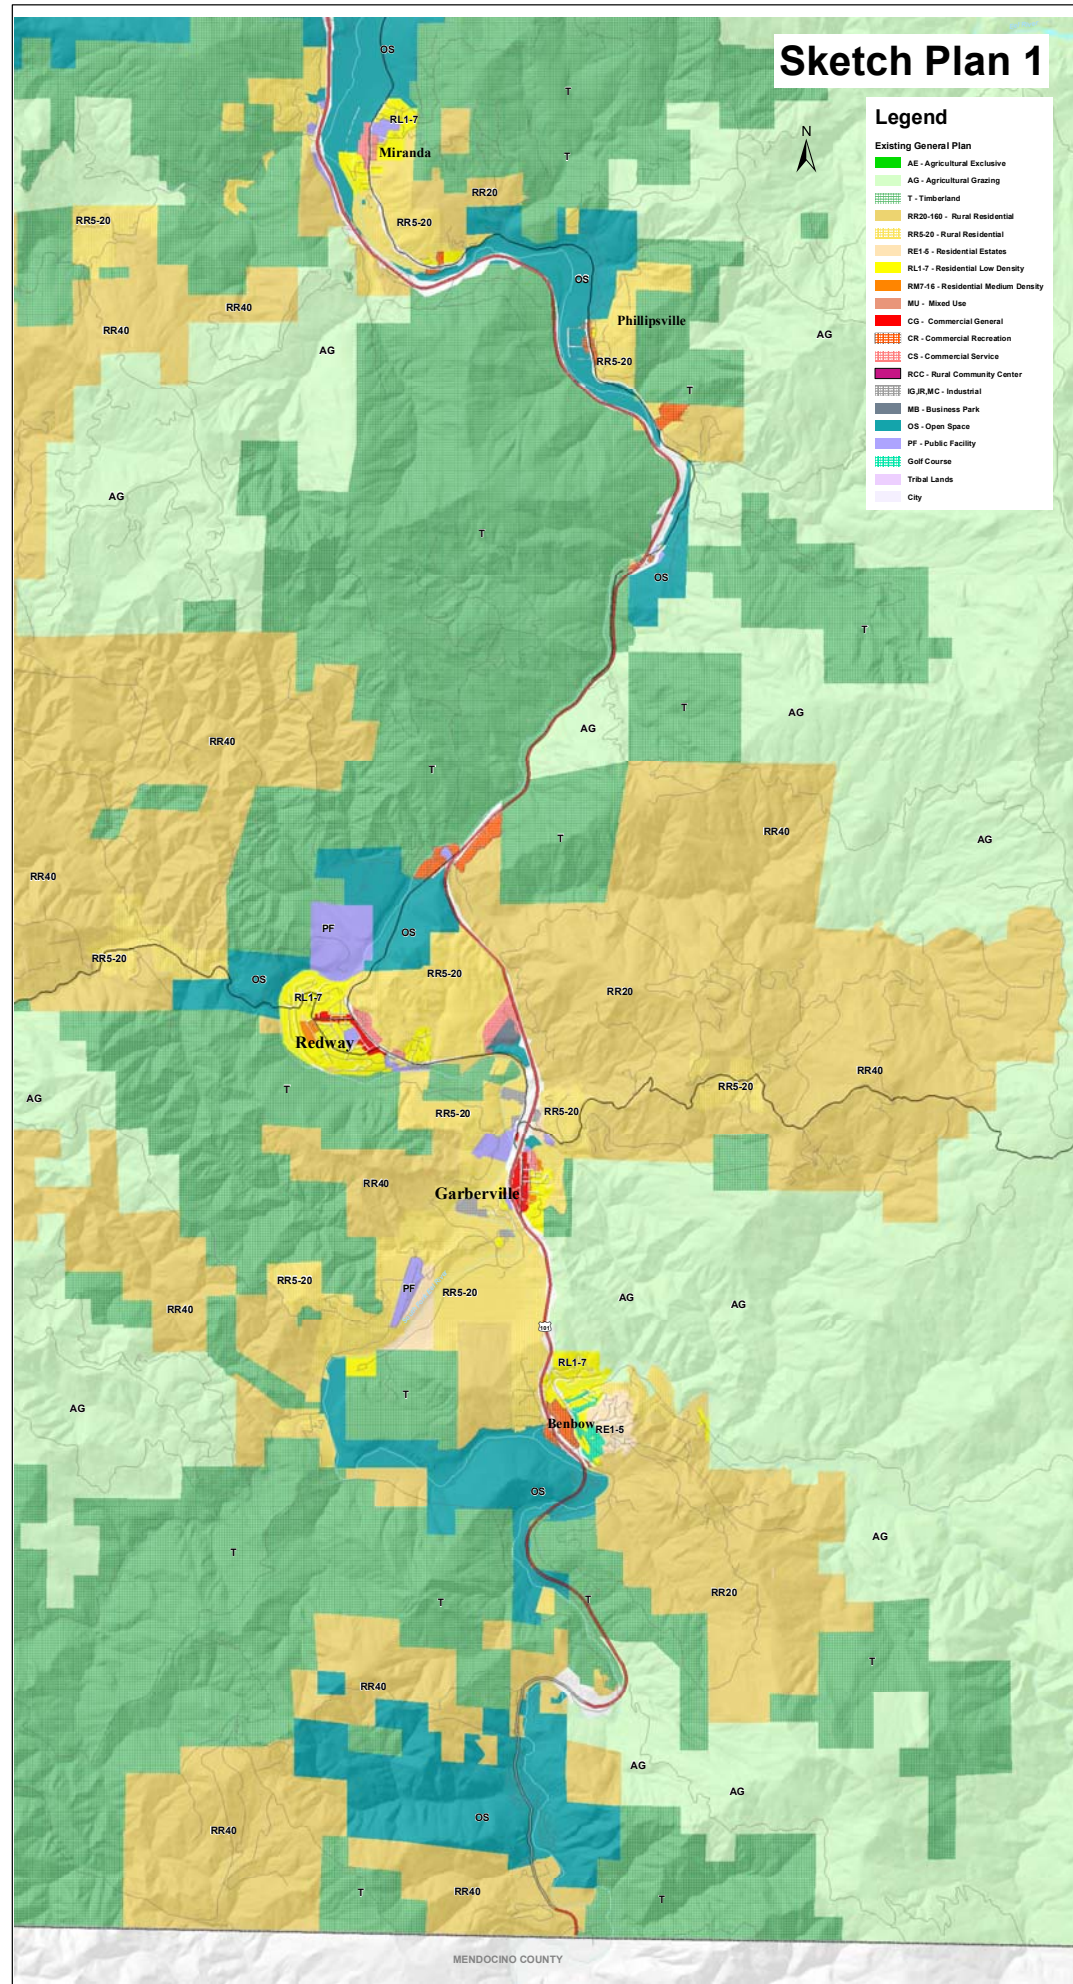 Sketch Plan 1
Legend
Existing General Plan
AE - Agricultural Exclusive
AG - Agricultural Grazing
T - Timberland
RR20-160 - Rural Residential
RR5-20 - Rural Residential
RE1-5 - Residential Estates
RL1-7 - Residential Low Density
RM7-16 - Residential Medium Density
MU - Mixed Use
CG - Commercial General
CR - Commercial Recreation
CS - Commercial Service
RCC - Rural Community Center
IG,IR,MC - Industrial
MB - Business Park
OS - Open Space
PF - Public Facility
Golf Course
Tribal Lands
City
N
OS
T
RL1-7
Miranda
T
RR20
RR5-20
RR5-20
OS
RR40
Phillipsville
RR40
AG
AG
RR5-20
T
AG
T
OS
T
T
AG
AG
RR40
T
RR40
T
AG
RR40
PF
OS
RR5-20
RR5-20
OS
RL1-7
RR20
Redway
RR40
T
RR5-20
AG
RR5-20
RR5-20
RR40
Garberville
RR5-20
PF
RR5-20
AG
AG
RR40
101
RL1-7
T
AG
Benbow
RE1-5
OS
AG
T
RR20
T
T
T
RR40
AG
AG
OS
RR40
T
RR40
T
MENDOCINO COUNTY